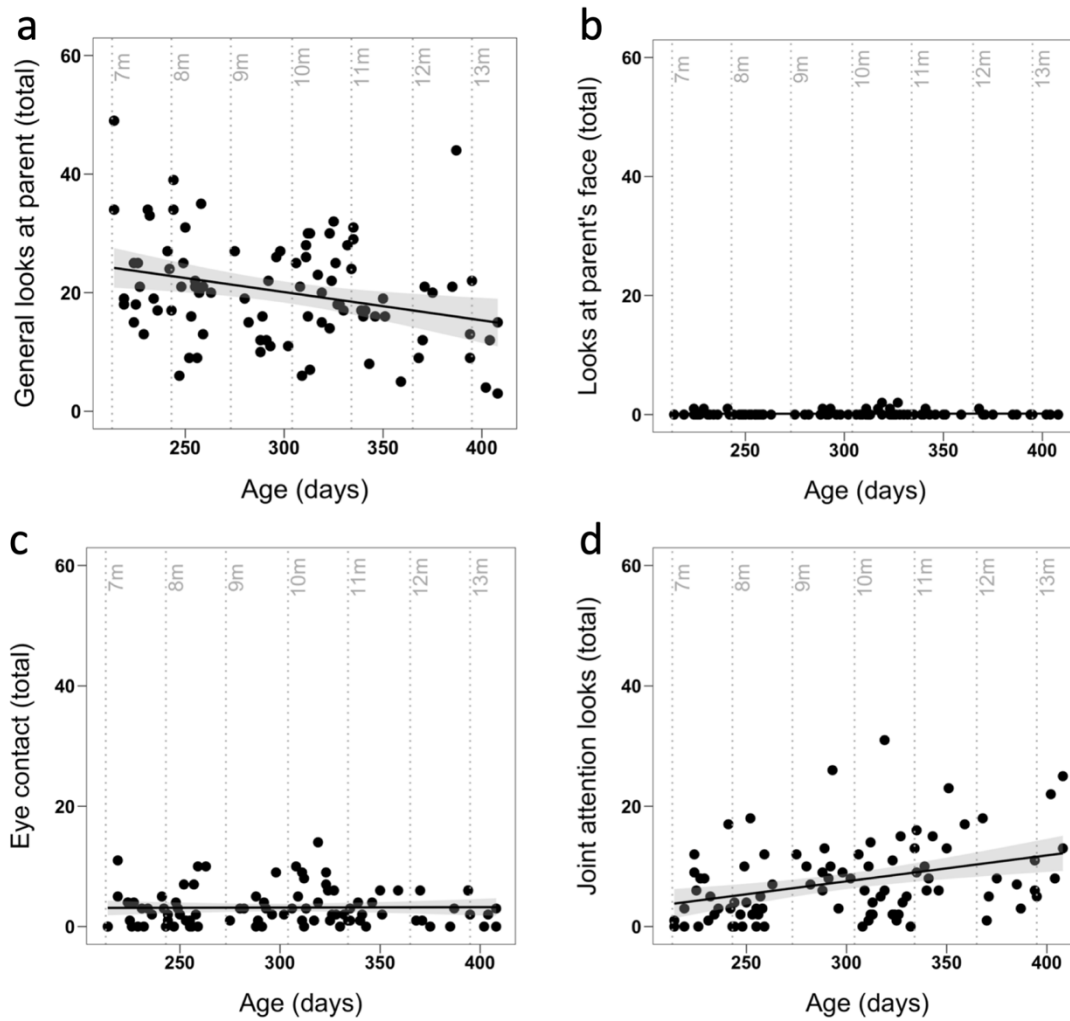 a
General looks at parent (total)
60
40
20
0
7m
8m
9m
10m
11m
12m
13m
250
300
350
400
Age (days)
b
Looks at parent's face (total)
60
40
20
0
7m
8m
9m
10m
11m
12m
13m
250
300
350
400
Age (days)
c
Eye contact (total)
60
40
20
0
7m
8m
9m
10m
11m
12m
13m
250
300
350
400
Age (days)
d
Joint attention looks (total)
60
40
20
0
7m
8m
9m
10m
11m
12m
13m
250
300
350
400
Age (days)